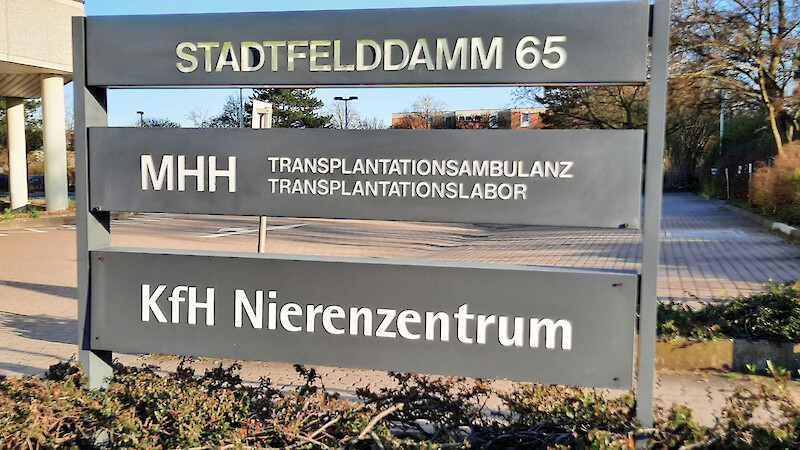 STADTFELDDAMM 65
MHH TRANSPLANTATIONSAMBULANZ
TRANSPLANTATIONSLABOR
KfH Nierenzentrum